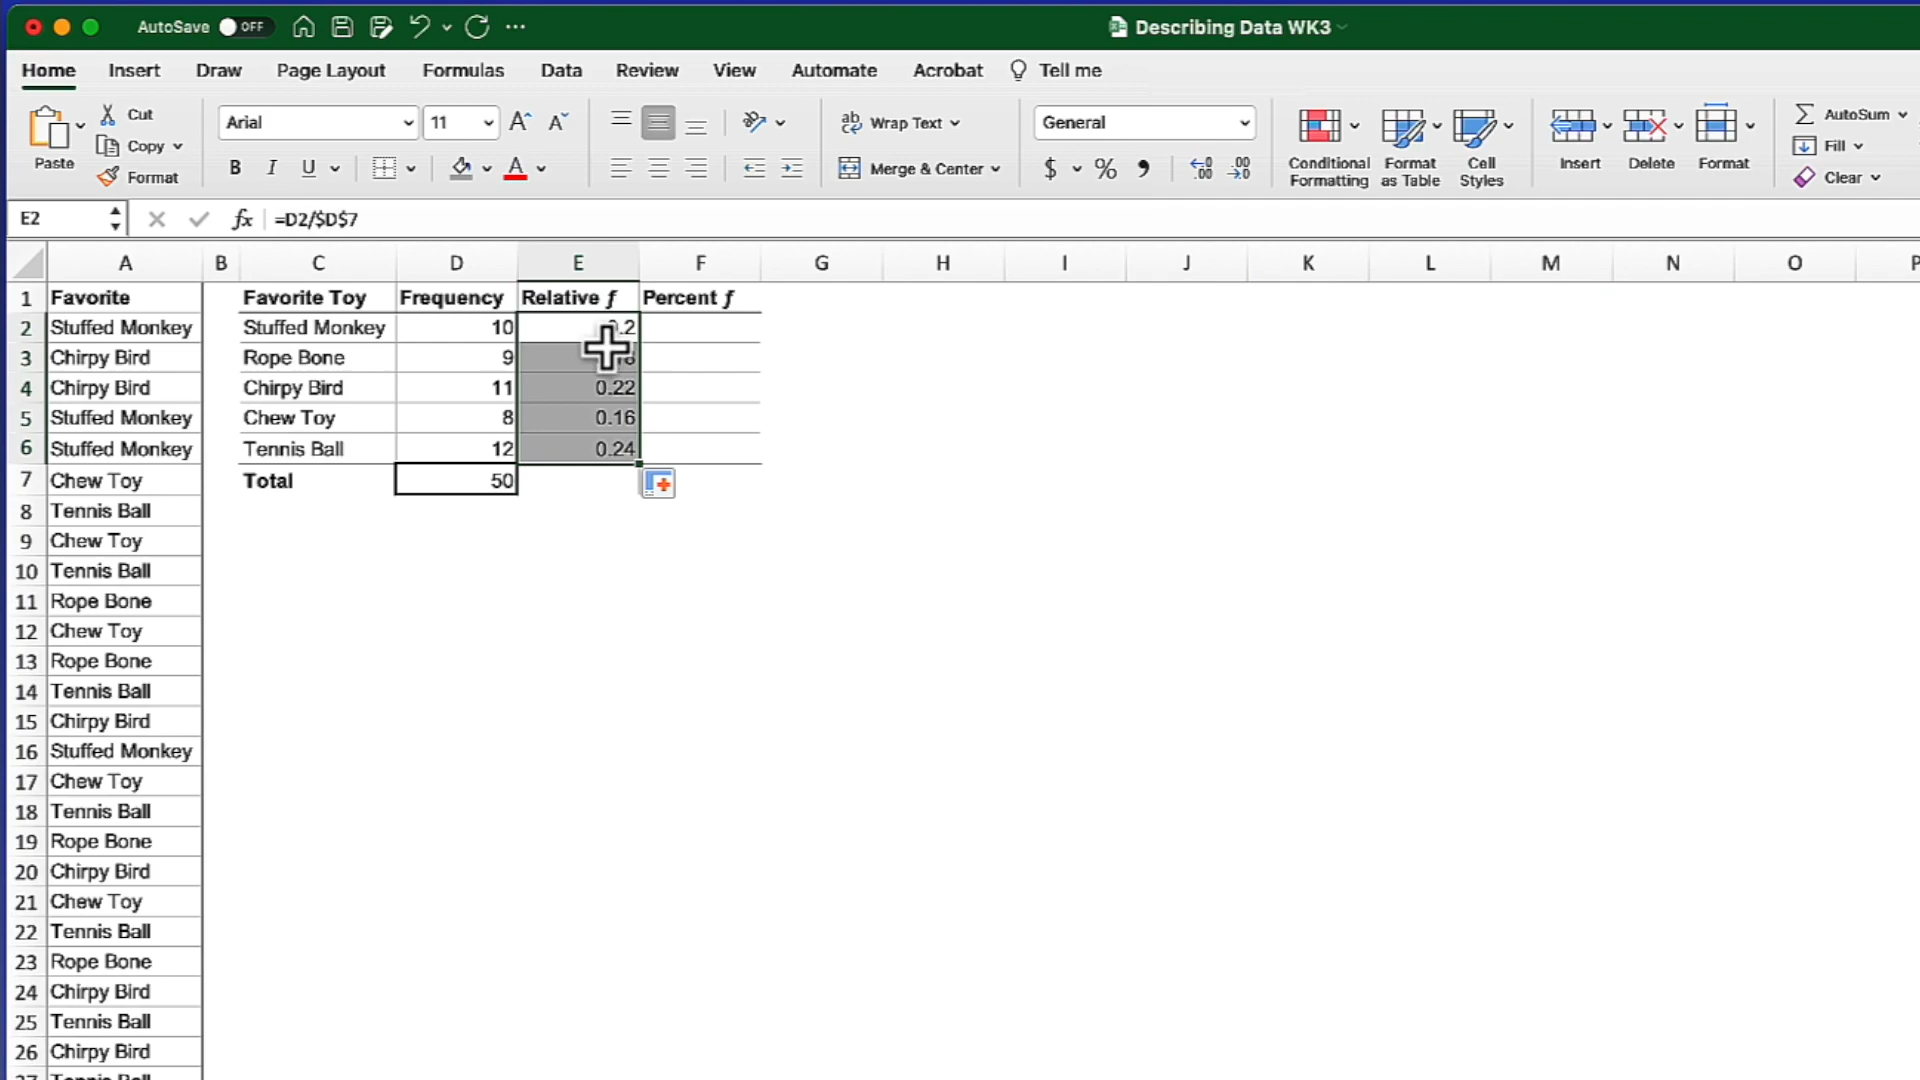 AutoSave OFF Describing Data WK3
Home Insert Draw Page Layout Formulas Data Review View Automate Acrobat Tell me
Paste Cut Copy Format Arial 11 B I U A Wrap Text Merge & Center General $ % Conditional Formatting Format as Table Cell Styles Insert Delete Format AutoSum Fill Clear
E2 fx =D2/$D$7
A B C D E F G H I J K L M N O P
1 Favorite Favorite Toy Frequency Relative ƒ Percent ƒ
2 Stuffed Monkey Stuffed Monkey 10
3 Chirpy Bird Rope Bone 9
4 Chirpy Bird Chirpy Bird 11 0.22
5 Stuffed Monkey Chew Toy 8 0.16
6 Stuffed Monkey Tennis Ball 12 0.24
7 Chew Toy Total 50
8 Tennis Ball
9 Chew Toy
10 Tennis Ball
11 Rope Bone
12 Chew Toy
13 Rope Bone
14 Tennis Ball
15 Chirpy Bird
16 Stuffed Monkey
17 Chew Toy
18 Tennis Ball
19 Rope Bone
20 Chirpy Bird
21 Chew Toy
22 Tennis Ball
23 Rope Bone
24 Chirpy Bird
25 Tennis Ball
26 Chirpy Bird